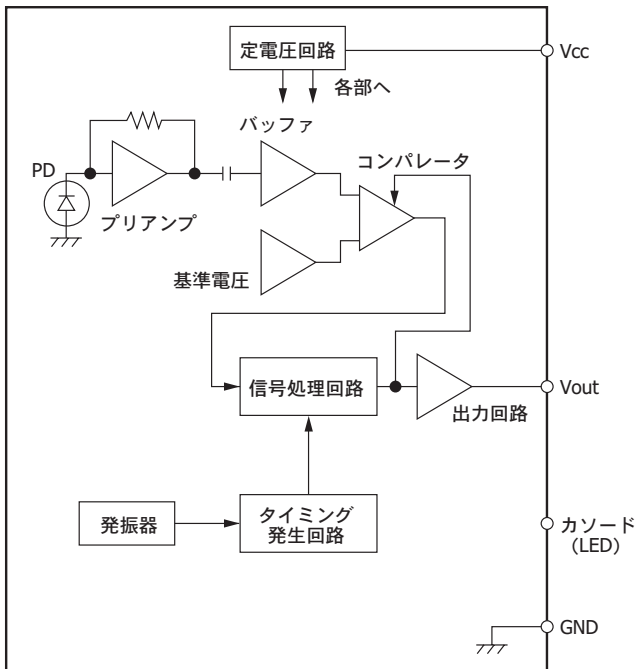 定電圧回路
Vcc
各部へ
バッファ
コンパレータ
PD
プリアンプ
基準電圧
信号処理回路
Vout
出力回路
発振器
タイミング
発生回路
カソード
(LED)
GND